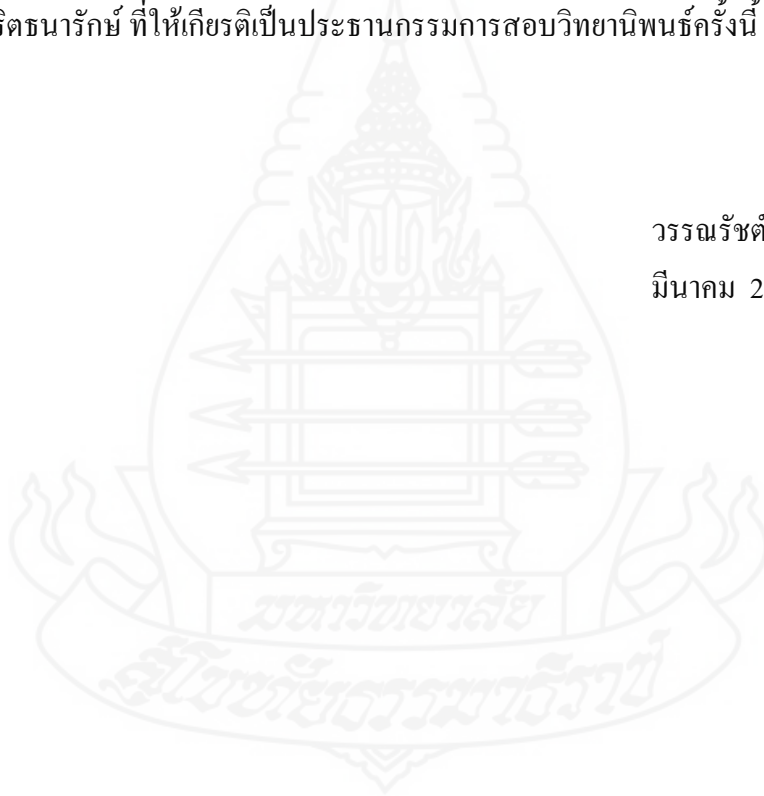 ริตธนารักษ์ ที่ให้เกียรติเป็นประธานกรรมการสอบวิทยานิพนธ์ครั้งนี้
วรรณรัชต์
มีนาคม 2
มหาวิทยาลัย
สุโขทัยธรรมาธิราช